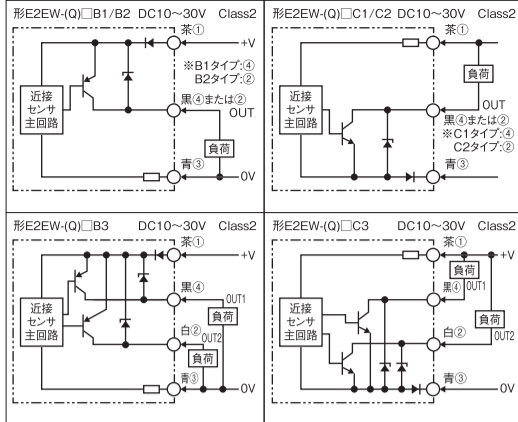 形E2EW-(Q)□B1/B2 DC10～30V Class2
茶①
+V
※B1タイプ:④
B2タイプ:②
近接
センサ
主回路
黒④または②
OUT
負荷
青③
0V
形E2EW-(Q)□C1/C2 DC10～30V Class2
茶①
負荷
近接
センサ
主回路
OUT
黒④または②
※C1タイプ:④
C2タイプ:②
青③
形E2EW-(Q)□B3 DC10～30V Class2
茶①
+V
黒④
近接
センサ
主回路
OUT1
負荷
白②
OUT2
負荷
青③
0V
形E2EW-(Q)□C3 DC10～30V Class2
茶①
+V
負荷
黒④
OUT1
近接
センサ
主回路
負荷
白②
OUT2
青③
0V